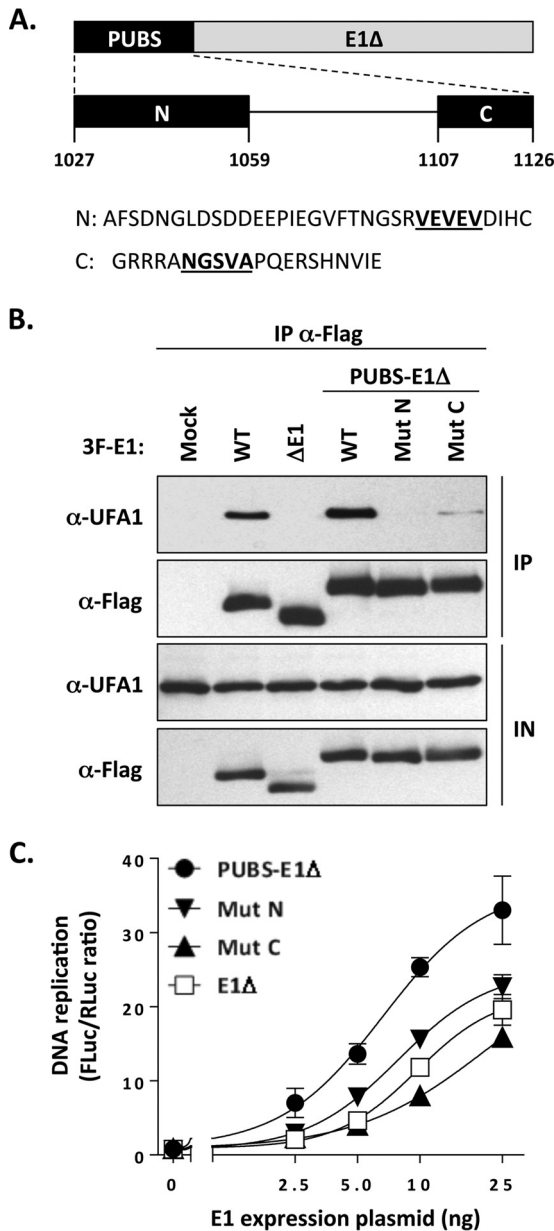 A.
PUBS E1Δ
N C
1027 1059 1107 1126
N: AFSDNGLDSDDEEPIEGVFTNGSRVEVEVDIHC
C: GRRRANGSVAPQERSHNVIE
B.
IP α-Flag
PUBS-E1Δ
3F-E1: Mock WT ΔE1 WT Mut N Mut C
α-UFA1
α-Flag
IP
α-UFA1
α-Flag
IN
C.
PUBS-E1Δ
Mut N
Mut C
E1Δ
DNA replication
(FLuc/RLuc ratio)
40
30
20
10
0
0 2.5 5.0 10 25
E1 expression plasmid (ng)